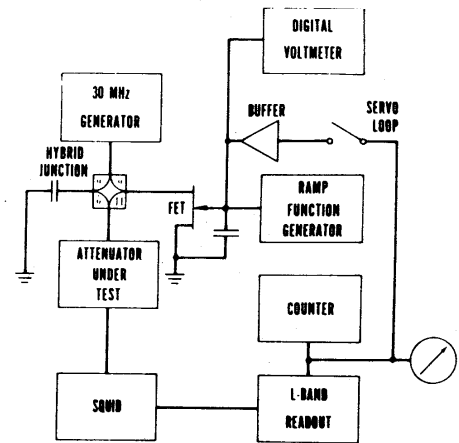 DIGITAL
VOLTMETER
30 MHz
GENERATOR
BUFFER
SERVO
LOOP
HYBRID
JUNCTION
FET
RAMP
FUNCTION
GENERATOR
ATTENUATOR
UNDER
TEST
COUNTER
SQUID
L-BAND
READOUT